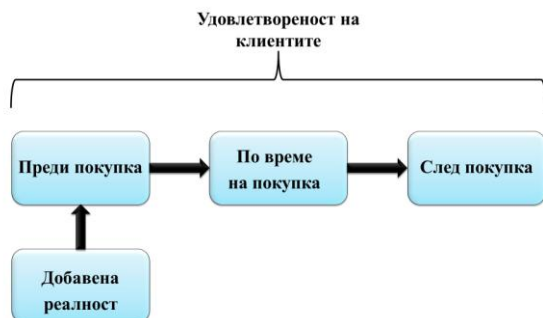 Удовлетвореност на
клиентите
Преди покупка
По време
на покупка
След покупка
Добавена
реалност